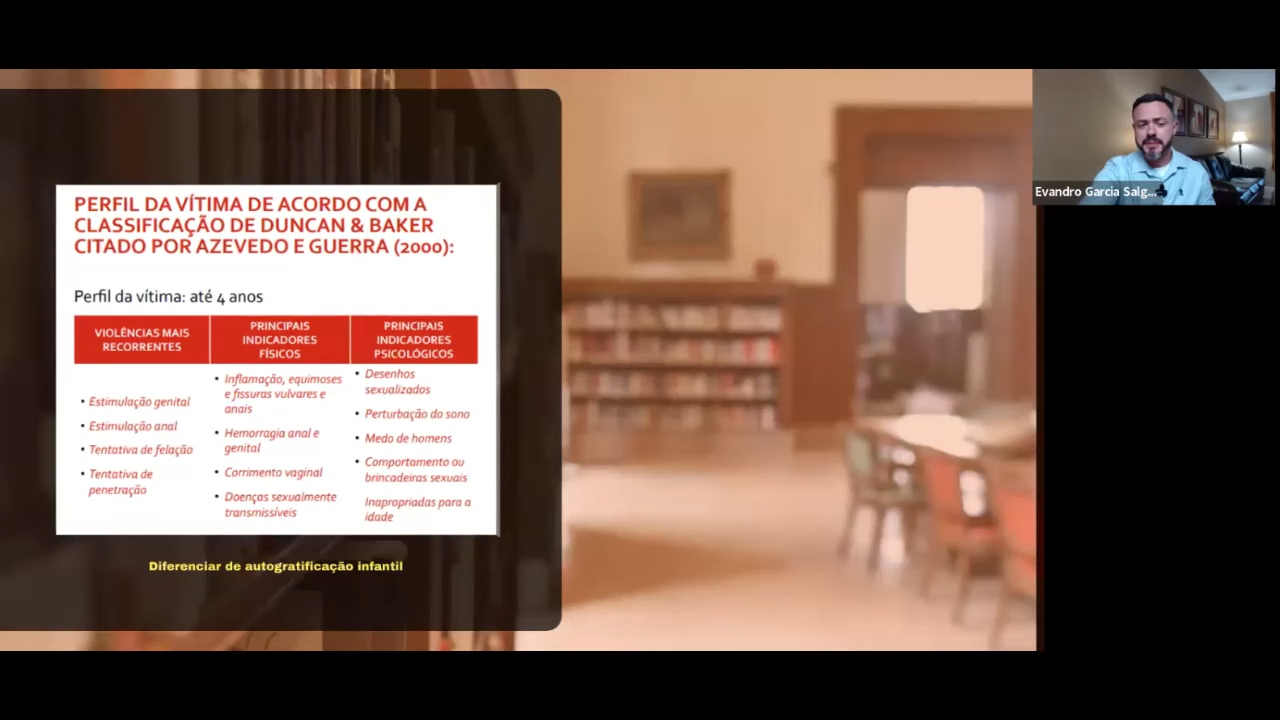 PERFIL DA VÍTIMA DE ACORDO COM A
CLASSIFICAÇÃO DE DUNCAN & BAKER
CITADO POR AZEVEDO E GUERRA (2000):
Perfil da vítima: até 4 anos
VIOLÊNCIAS MAIS
RECORRENTES
PRINCIPAIS
INDICADORES
FÍSICOS
PRINCIPAIS
INDICADORES
PSICOLÓGICOS
• Estimulação genital
• Estimulação anal
• Tentativa de felação
• Tentativa de
penetração
• Inflamação, equimoses
e fissuras vulvares e
anais
• Hemorragia anal e
genital
• Corrimento vaginal
• Doenças sexualmente
transmissíveis
• Desenhos
sexualizados
• Perturbação do sono
• Medo de homens
• Comportamento ou
brincadeiras sexuais
Inapropriadas para a
idade
Diferenciar de autogratificação infantil
Evandro Garcia Salg...